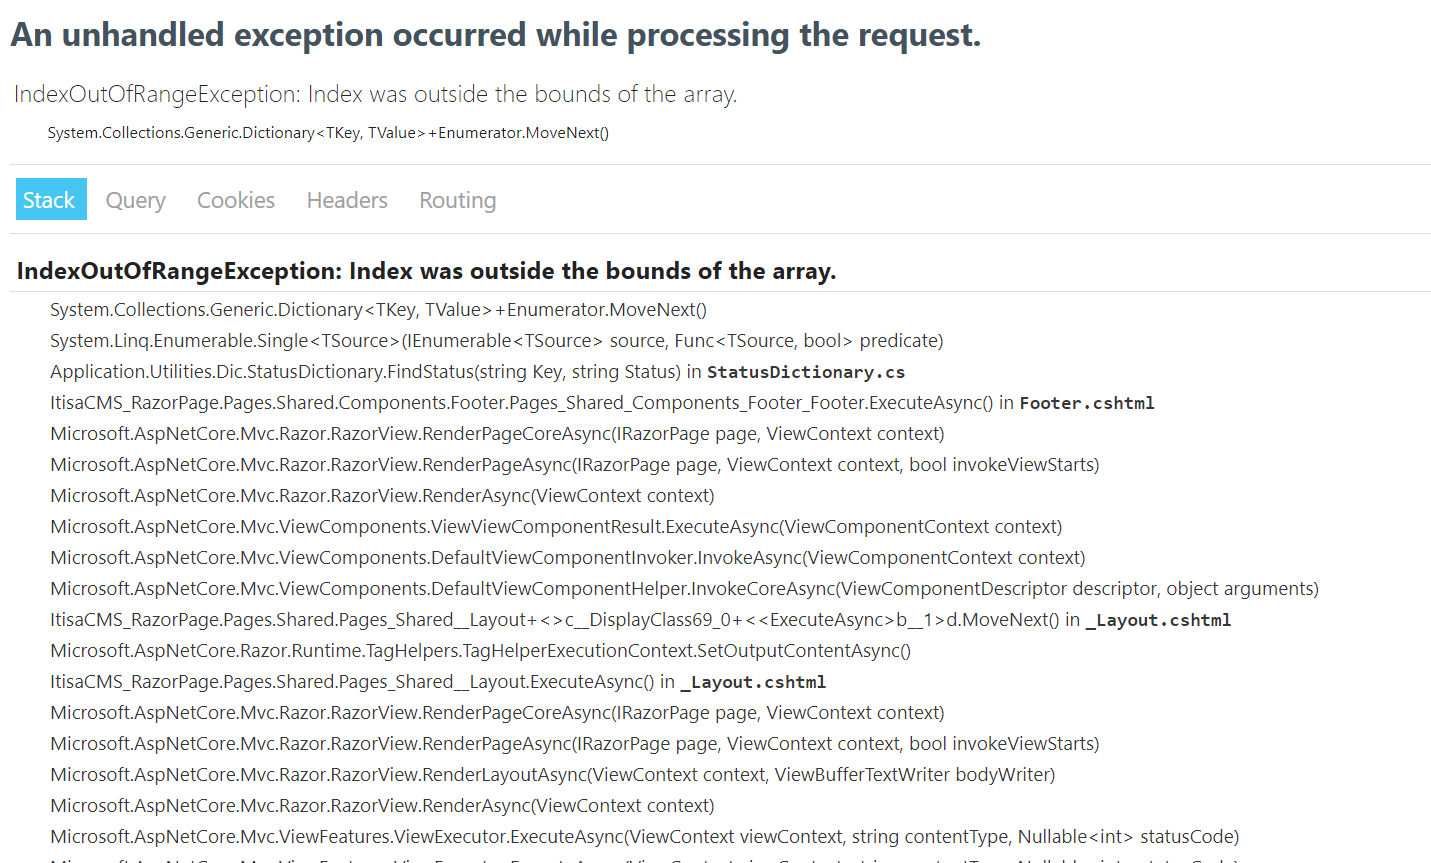 An unhandled exception occurred while processing the request.
IndexOutOfRangeException: Index was outside the bounds of the array.
System.Collections.Generic.Dictionary<TKey, TValue>+Enumerator.MoveNext()
Stack Query Cookies Headers Routing
IndexOutOfRangeException: Index was outside the bounds of the array.
System.Collections.Generic.Dictionary<TKey, TValue>+Enumerator.MoveNext()
System.Linq.Enumerable.Single<TSource>(IEnumerable<TSource> source, Func<TSource, bool> predicate)
Application.Utilities.Dic.StatusDictionary.FindStatus(string Key, string Status) in StatusDictionary.cs
ItisaCMS_RazorPage.Pages.Shared.Components.Footer.Pages_Shared_Components_Footer_Footer.ExecuteAsync() in Footer.cshtml
Microsoft.AspNetCore.Mvc.Razor.RazorView.RenderPageCoreAsync(IRazorPage page, ViewContext context)
Microsoft.AspNetCore.Mvc.Razor.RazorView.RenderPageAsync(IRazorPage page, ViewContext context, bool invokeViewStarts)
Microsoft.AspNetCore.Mvc.Razor.RazorView.RenderAsync(ViewContext context)
Microsoft.AspNetCore.Mvc.ViewComponents.ViewViewComponentResult.ExecuteAsync(ViewComponentContext context)
Microsoft.AspNetCore.Mvc.ViewComponents.DefaultViewComponentInvoker.InvokeAsync(ViewComponentContext context)
Microsoft.AspNetCore.Mvc.ViewComponents.DefaultViewComponentHelper.InvokeCoreAsync(ViewComponentDescriptor descriptor, object arguments)
ItisaCMS_RazorPage.Pages.Shared.Pages_Shared__Layout+<>c__DisplayClass69_0+<<ExecuteAsync>b__1>d.MoveNext() in _Layout.cshtml
Microsoft.AspNetCore.Razor.Runtime.TagHelpers.TagHelperExecutionContext.SetOutputContentAsync()
ItisaCMS_RazorPage.Pages.Shared.Pages_Shared__Layout.ExecuteAsync() in _Layout.cshtml
Microsoft.AspNetCore.Mvc.Razor.RazorView.RenderPageCoreAsync(IRazorPage page, ViewContext context)
Microsoft.AspNetCore.Mvc.Razor.RazorView.RenderPageAsync(IRazorPage page, ViewContext context, bool invokeViewStarts)
Microsoft.AspNetCore.Mvc.Razor.RazorView.RenderLayoutAsync(ViewContext context, ViewBufferTextWriter bodyWriter)
Microsoft.AspNetCore.Mvc.Razor.RazorView.RenderAsync(ViewContext context)
Microsoft.AspNetCore.Mvc.ViewFeatures.ViewExecutor.ExecuteAsync(ViewContext viewContext, string contentType, Nullable<int> statusCode)